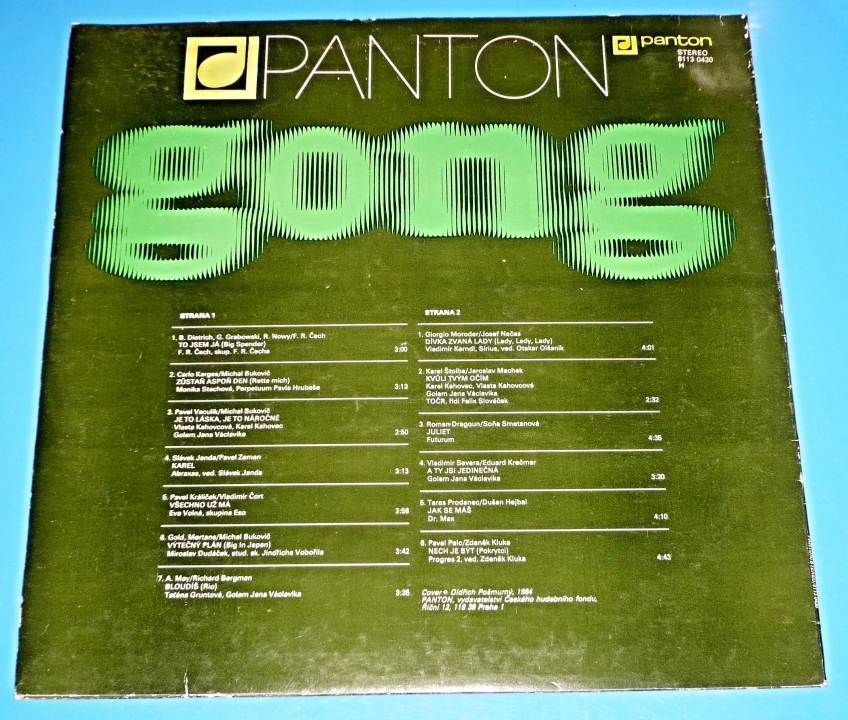 PANTON
panton
STEREO
8113 0430
H
gong
STRANA 1
1. B. Dietrich, G. Grabowski, R. Nowy/F. R. Čech
TO JSEM JÁ (Big Spender)
F. R. Čech, skup. F. R. Čecha 3:00
2. Carlo Karges/Michal Bukovič
ZŮSTAŇ ASPOŇ DEN (Rette mich)
Monika Stachová, Perpetuum Pavla Hrubeše 3:13
3. Pavel Vaculík/Michal Bukovič
JE TO LÁSKA, JE TO NÁROČNÉ
Vlasta Kahovcová, Karel Kahovec
Golem Jana Václavíka 2:50
4. Slávek Janda/Pavel Zeman
KAREL
Abraxas, ved. Slávek Janda 3:13
5. Pavel Králíček/Vladimír Čort
VŠECHNO UŽ MÁ
Eva Volná, skupina Eso 3:56
6. Gold, Mertens/Michal Bukovič
VÝTEČNÝ PLÁN (Big In Japan)
Miroslav Dudáček, stud. sk. Jindřicha Vobořila 3:42
7. A. May/Richard Bergman
BLOUDÍŠ (Rio)
Taťána Gruntová, Golem Jana Václavíka 3:35
STRANA 2
1. Giorgio Moroder/Josef Nečas
DÍVKA ZVANÁ LADY (Lady, Lady, Lady)
Vladimír Karndl, Sirius, ved. Otakar Olšaník 4:01
2. Karel Štolba/Jaroslav Machek
KVŮLI TVÝM OČÍM
Karel Kahovec, Vlasta Kahovcová
Golem Jana Václavíka
TOČR, řídí Felix Slováček 2:32
3. Roman Dragoun/Soňa Smetanová
JULIET
Futurum 4:35
4. Vladimír Severa/Eduard Krečmar
A TY JSI JEDINEČNÁ
Golem Jana Václavíka 3:20
5. Taras Prodanec/Dušan Hejbal
JAK SE MÁŠ
Dr. Max 4:10
6. Pavel Pelc/Zdeněk Kluka
NECH JE BÝT (Pokrytci)
Progres 2, ved. Zdeněk Kluka 4:43
Cover © Oldřich Pošmurný, 1984
PANTON, vydavatelství Českého hudebního fondu,
Říční 12, 118 39 Praha 1